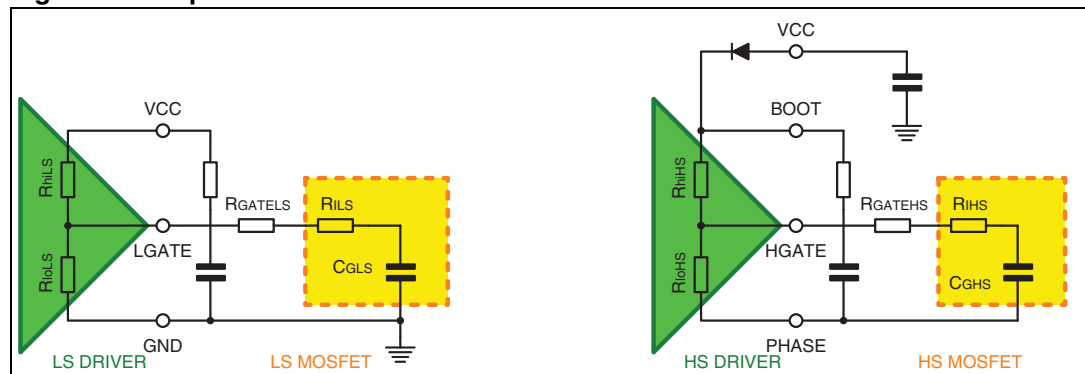 VCC
RhiLS
RGATELS
RILS
LGATE
CGLS
RloLS
GND
LS DRIVER
LS MOSFET
VCC
BOOT
RhiHS
RGATEHS
RIHS
HGATE
CGHS
RloHS
PHASE
HS DRIVER
HS MOSFET